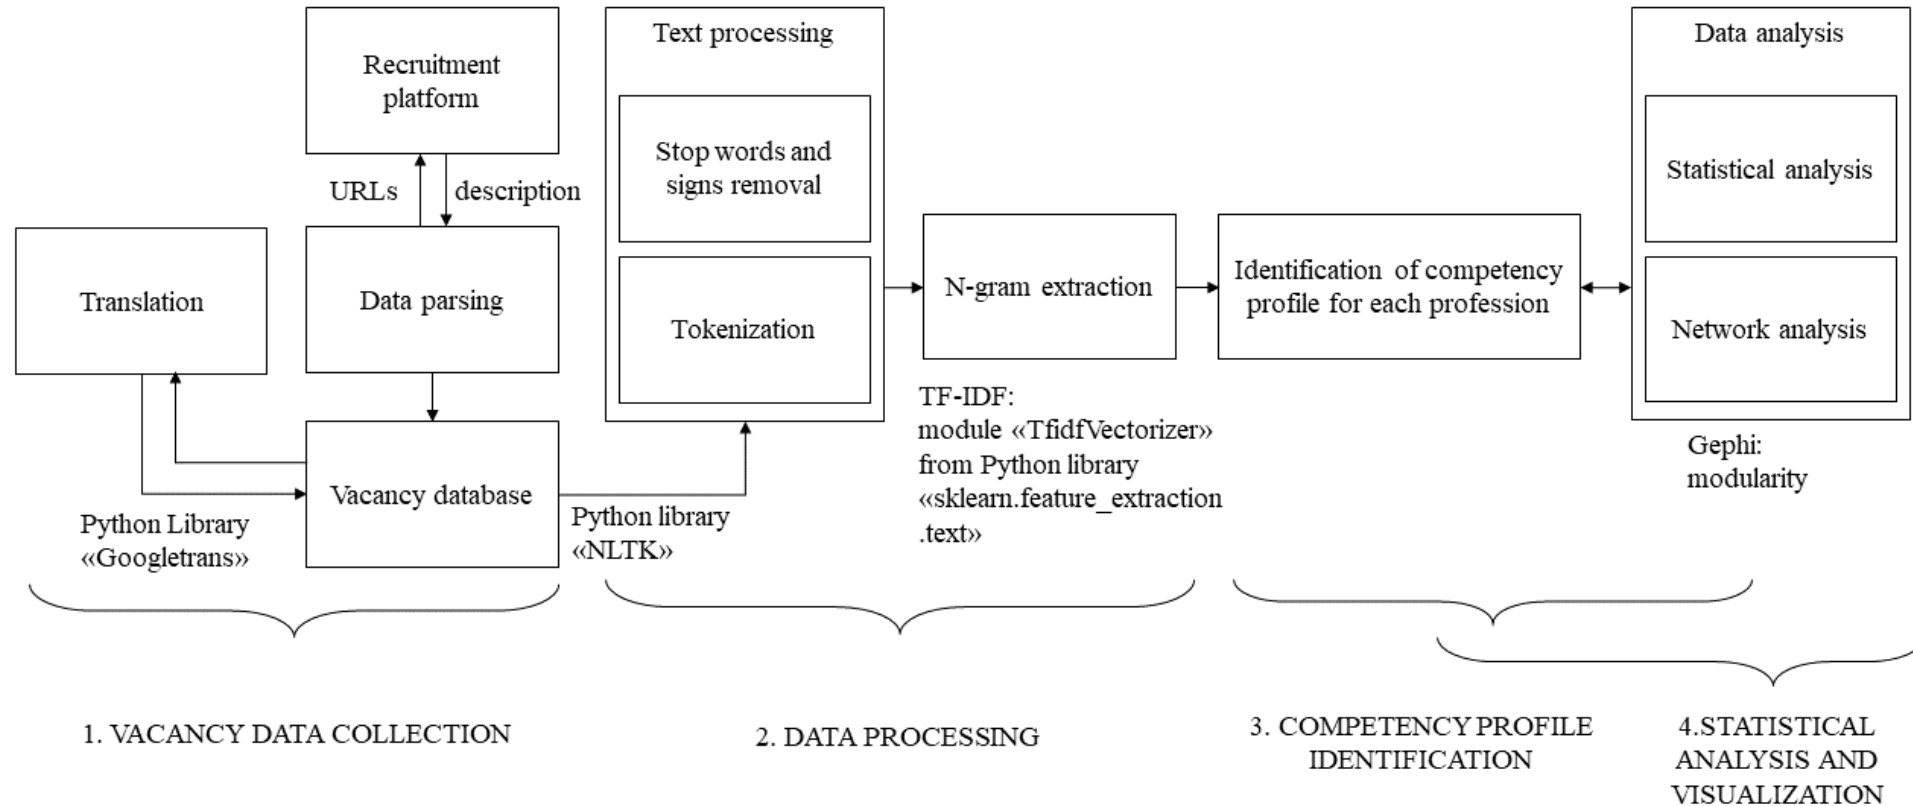 Recruitment
platform
URLs
description
Translation
Data parsing
Vacancy database
Python Library
«Googletrans»
Python library
«NLTK»
Text processing
Stop words and
signs removal
Tokenization
N-gram extraction
TF-IDF:
module «TfidfVectorizer»
from Python library
«sklearn.feature_extraction
.text»
Identification of competency
profile for each profession
Data analysis
Statistical analysis
Network analysis
Gephi:
modularity
1. VACANCY DATA COLLECTION
2. DATA PROCESSING
3. COMPETENCY PROFILE
IDENTIFICATION
4.STATISTICAL
ANALYSIS AND
VISUALIZATION